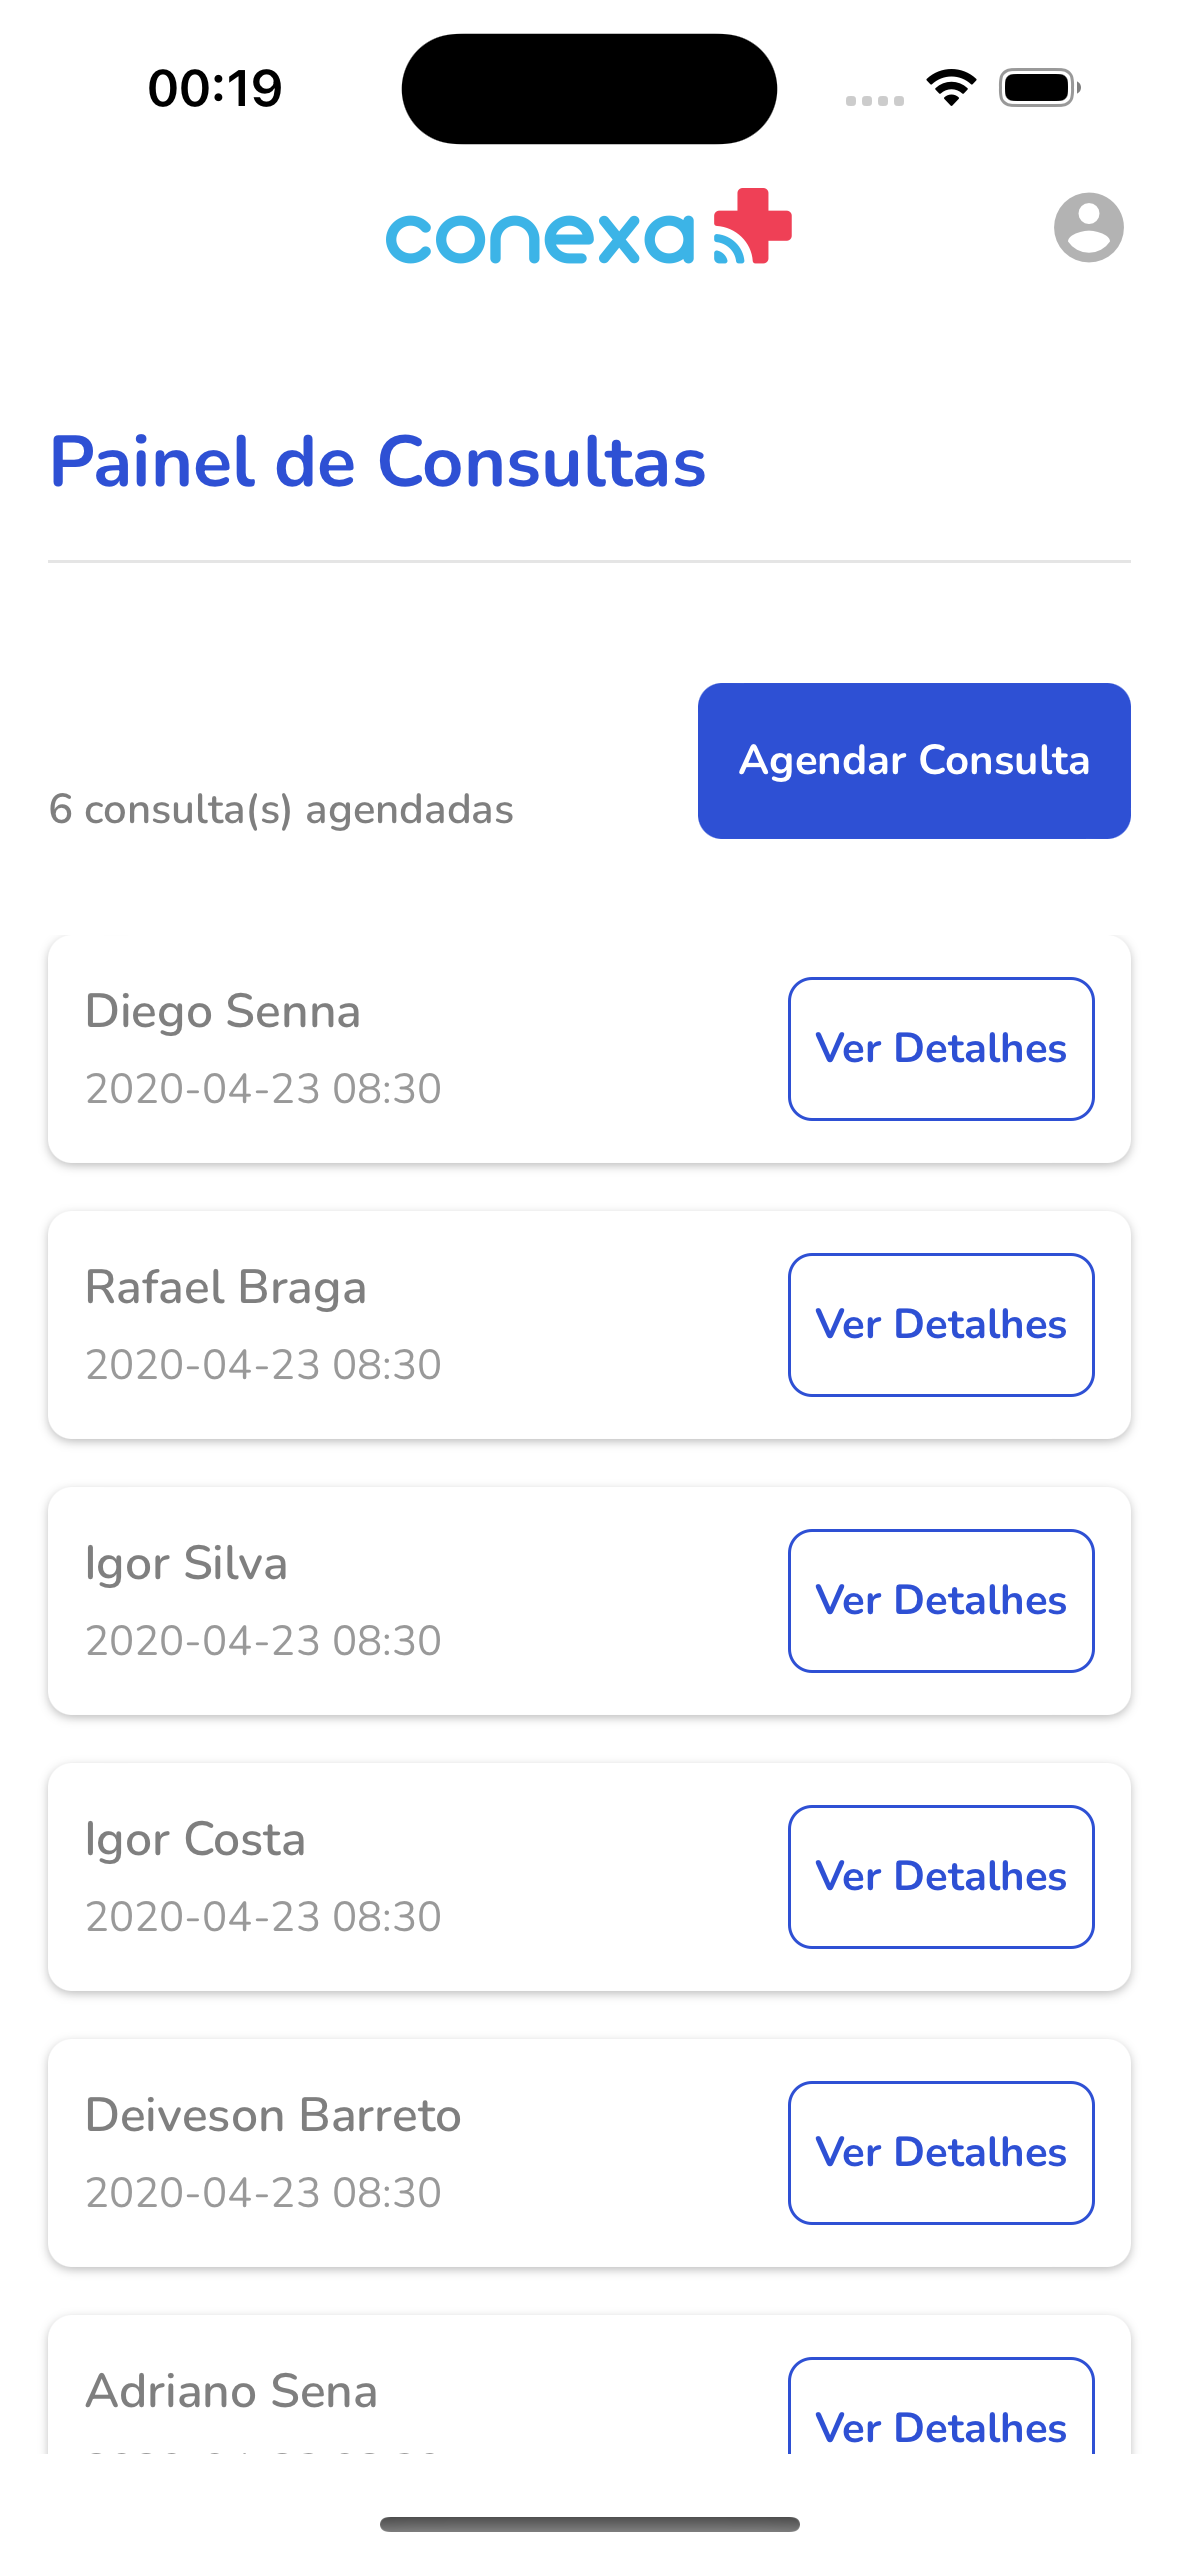 00:19
conexa
Painel de Consultas
Agendar Consulta
6 consulta(s) agendadas
Diego Senna
2020-04-23 08:30
Ver Detalhes
Rafael Braga
2020-04-23 08:30
Ver Detalhes
Igor Silva
2020-04-23 08:30
Ver Detalhes
Igor Costa
2020-04-23 08:30
Ver Detalhes
Deiveson Barreto
2020-04-23 08:30
Ver Detalhes
Adriano Sena
Ver Detalhes